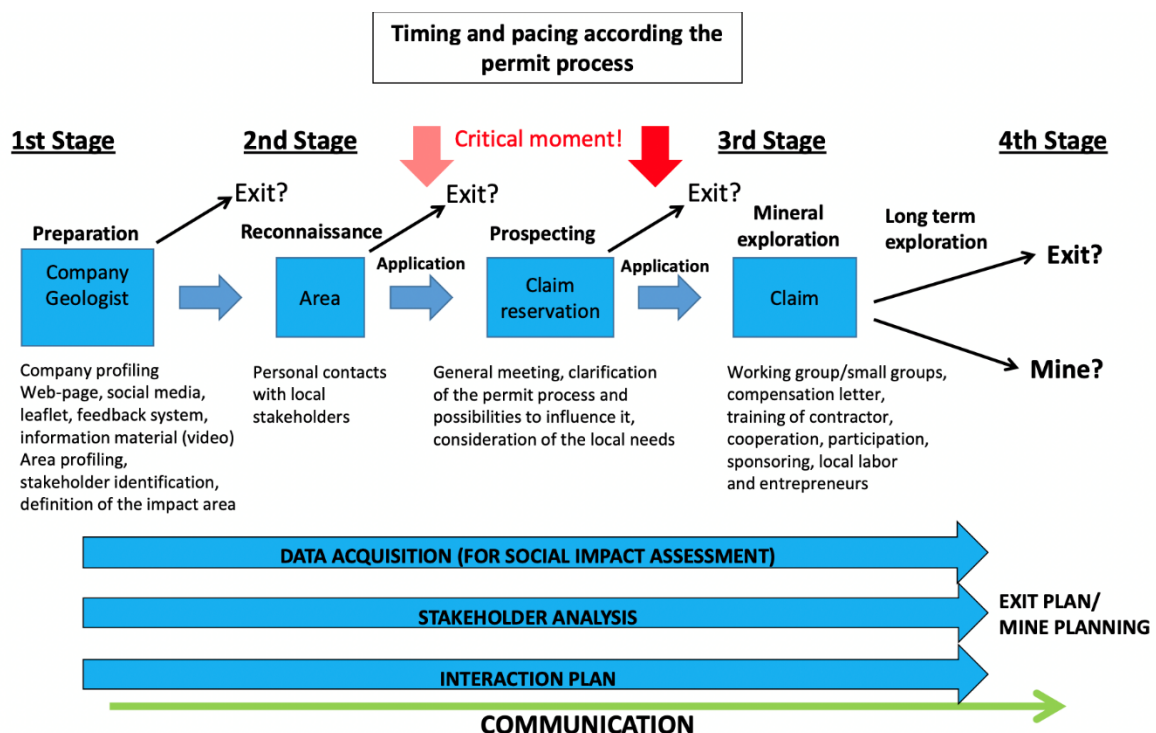 Timing and pacing according the
permit process
1st Stage
2nd Stage
Critical moment!
3rd Stage
4th Stage
Exit?
Exit?
Exit?
Preparation
Reconnaissance
Prospecting
Mineral
exploration
Long term
exploration
Company
Geologist
Area
Application
Claim
reservation
Application
Claim
Exit?
Mine?
Company profiling
Web-page, social media,
leaflet, feedback system,
information material (video)
Area profiling,
stakeholder identification,
definition of the impact area
Personal contacts
with local
stakeholders
General meeting, clarification
of the permit process and
possibilities to influence it,
consideration of the local needs
Working group/small groups,
compensation letter,
training of contractor,
cooperation, participation,
sponsoring, local labor
and entrepreneurs
DATA ACQUISITION (FOR SOCIAL IMPACT ASSESSMENT)
STAKEHOLDER ANALYSIS
INTERACTION PLAN
EXIT PLAN/
MINE PLANNING
COMMUNICATION